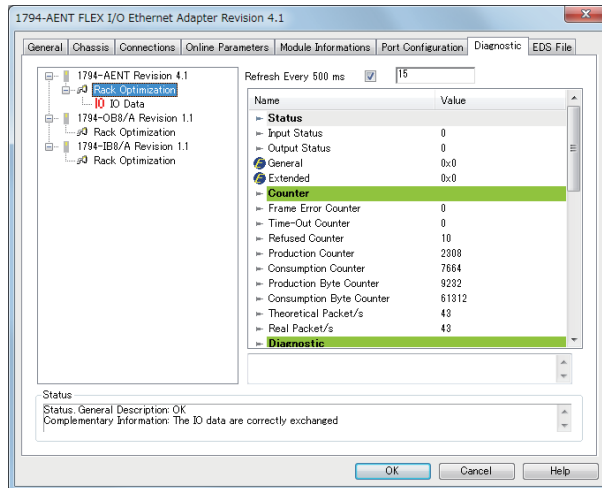 1794-AENT FLEX I/O Ethernet Adapter Revision 4.1
General Chassis Connections Online Parameters Module Informations Port Configuration Diagnostic EDS File
1794-AENT Revision 4.1
Rack Optimization
IO Data
1794-OB8/A Revision 1.1
Rack Optimization
1794-IB8/A Revision 1.1
Rack Optimization
Refresh Every 500 ms 15
Name Value
Status
Input Status 0
Output Status 0
General 0x0
Extended 0x0
Counter
Frame Error Counter 0
Time-Out Counter 0
Refused Counter 10
Production Counter 2308
Consumption Counter 7664
Production Byte Counter 9232
Consumption Byte Counter 61312
Theoretical Packet/s 43
Real Packet/s 43
Diagnostic
Status
Status. General Description: OK
Complementary Information: The IO data are correctly exchanged
OK Cancel Help